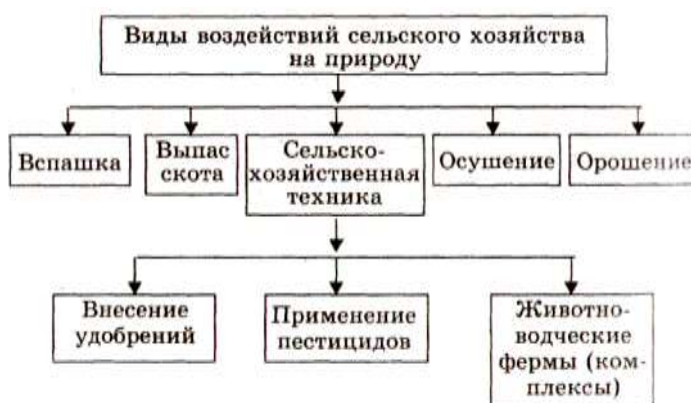 Виды воздействий сельского хозяйства
на природу
Вспашка
Выпас
скота
Сельско-
хозяйственная
техника
Осушение
Орошение
Внесение
удобрений
Применение
пестицидов
Животно-
водческие
фермы (ком-
плексы)